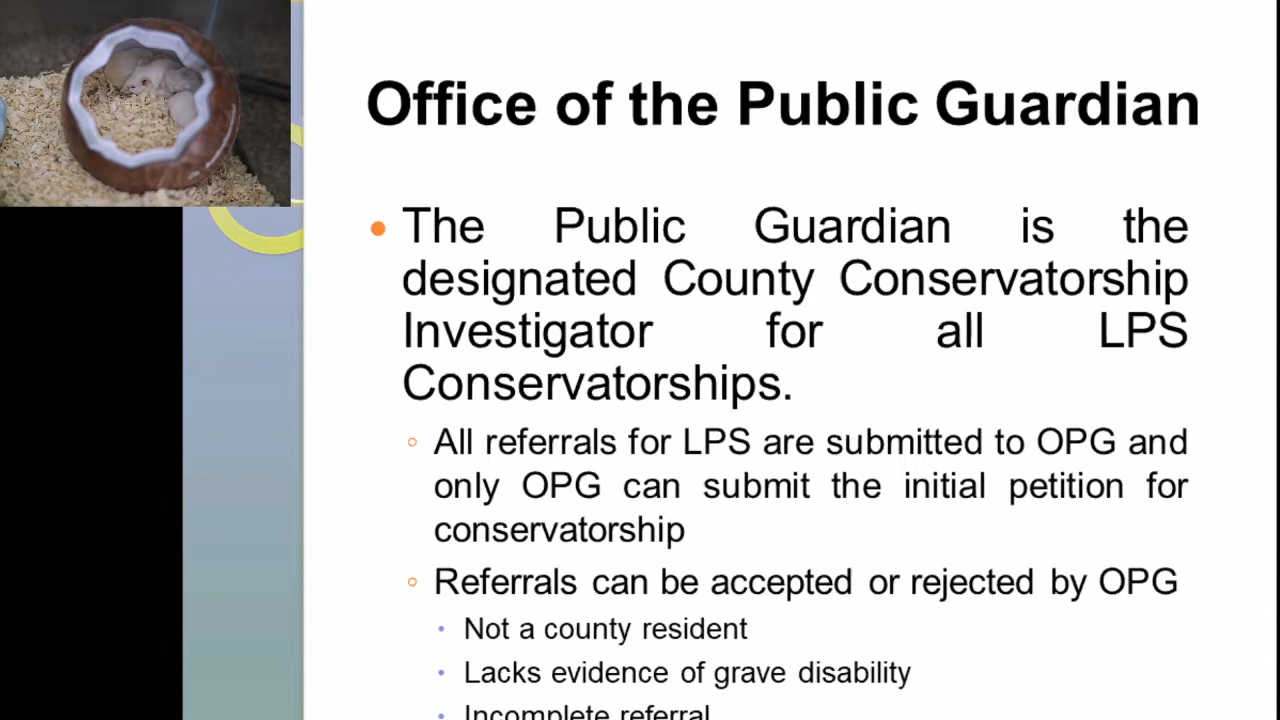 Office of the Public Guardian
The Public Guardian is the
designated County Conservatorship
Investigator for all LPS
Conservatorships.
All referrals for LPS are submitted to OPG and
only OPG can submit the initial petition for
conservatorship
Referrals can be accepted or rejected by OPG
Not a county resident
Lacks evidence of grave disability
Incomplete referral